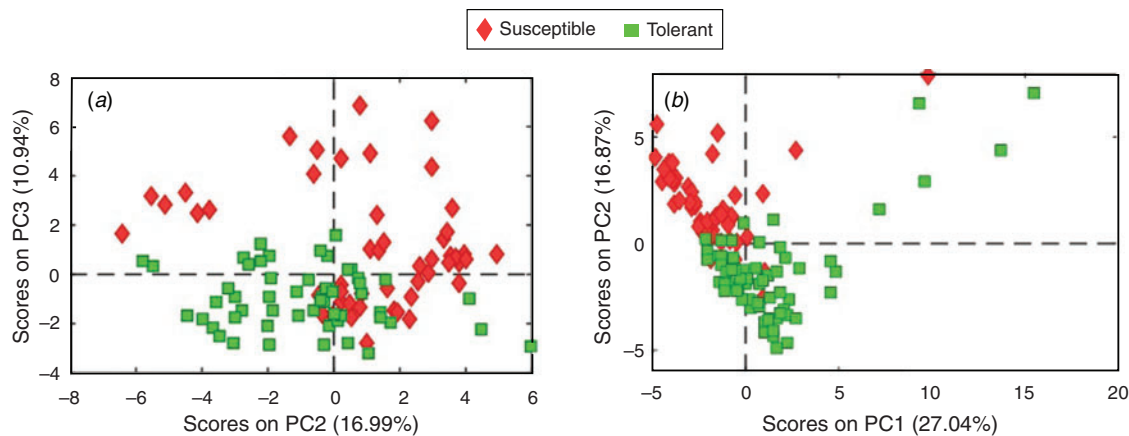 Susceptible Tolerant
(a)
8
6
4
2
0
−2
−4
Scores on PC3 (10.94%)
−8 −6 −4 −2 0 2 4 6
Scores on PC2 (16.99%)
(b)
5
0
−5
Scores on PC2 (16.87%)
−5 0 5 10 15 20
Scores on PC1 (27.04%)